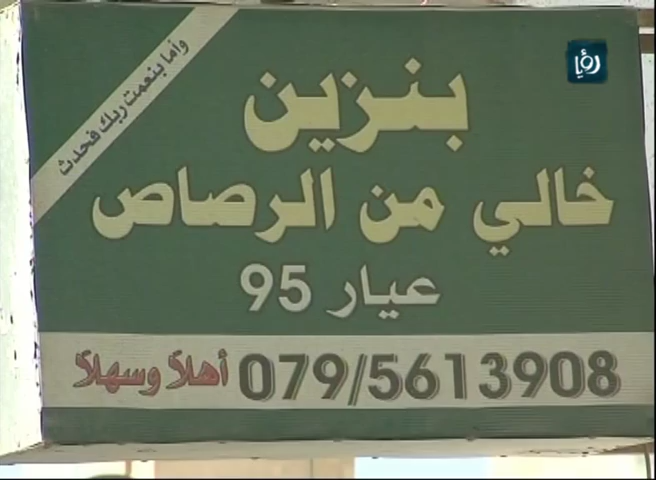 وأما بنعمت ربك فحدث
رؤيا
بنزين
خالي من الرصاص
عيار 95
079/5613908 أهلاً وسهلاً